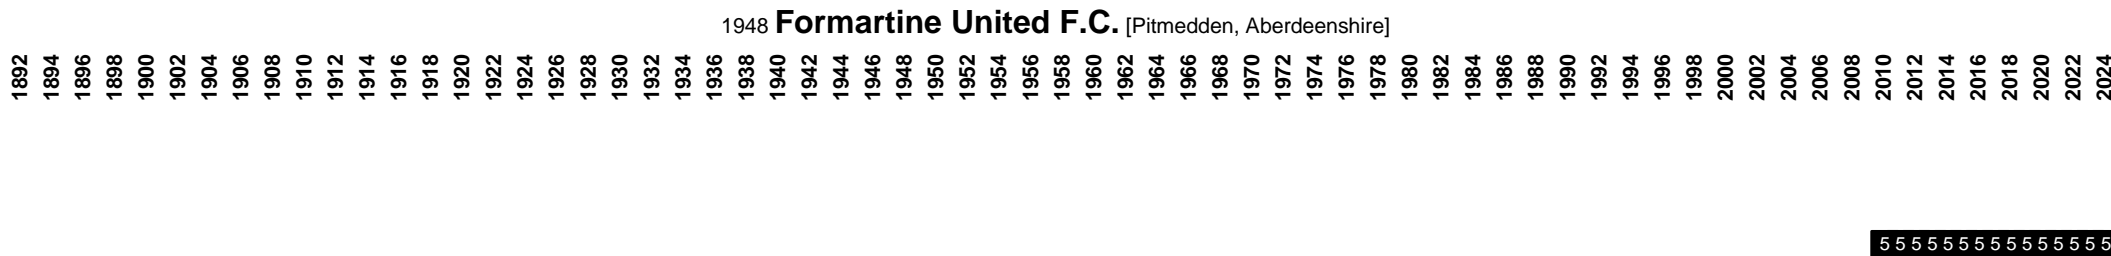 1948 Formartine United F.C. [Pitmedden, Aberdeenshire]
1892 1894 1896 1898 1900 1902 1904 1906 1908 1910 1912 1914 1916 1918 1920 1922 1924 1926 1928 1930 1932 1934 1936 1938 1940 1942 1944 1946 1948 1950 1952 1954 1956 1958 1960 1962 1964 1966 1968 1970 1972 1974 1976 1978 1980 1982 1984 1986 1988 1990 1992 1994 1996 1998 2000 2002 2004 2006 2008 2010 2012 2014 2016 2018 2020 2022 2024
5 5 5 5 5 5 5 5 5 5 5 5 5 5 5